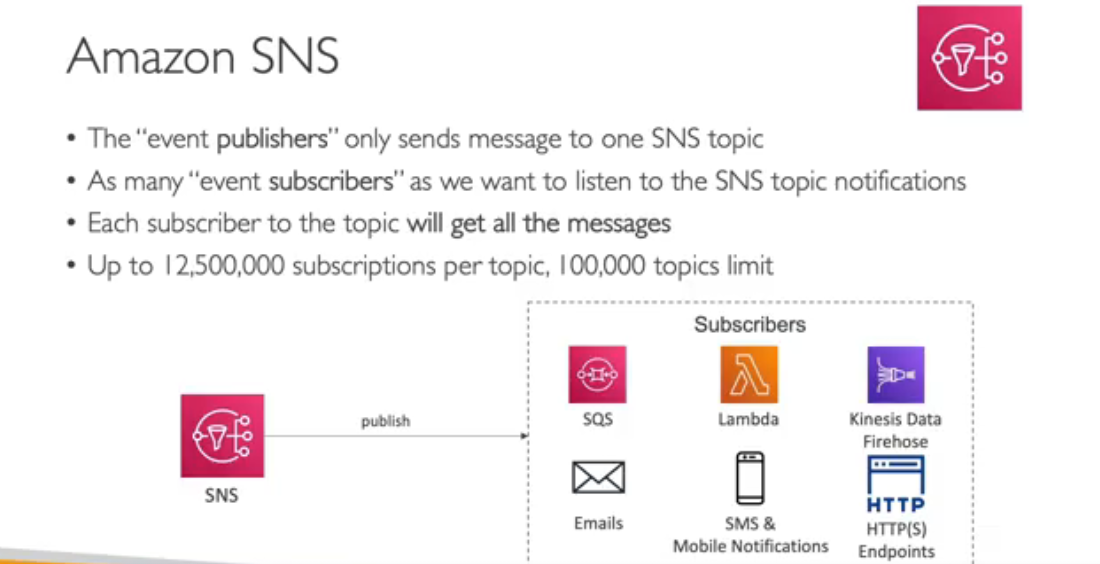 Amazon SNS
• The “event publishers” only sends message to one SNS topic
• As many “event subscribers” as we want to listen to the SNS topic notifications
• Each subscriber to the topic will get all the messages
• Up to 12,500,000 subscriptions per topic, 100,000 topics limit
Subscribers
SQS
Lambda
Kinesis Data
Firehose
publish
SNS
Emails
SMS &
Mobile Notifications
HTTP
HTTP(S)
Endpoints